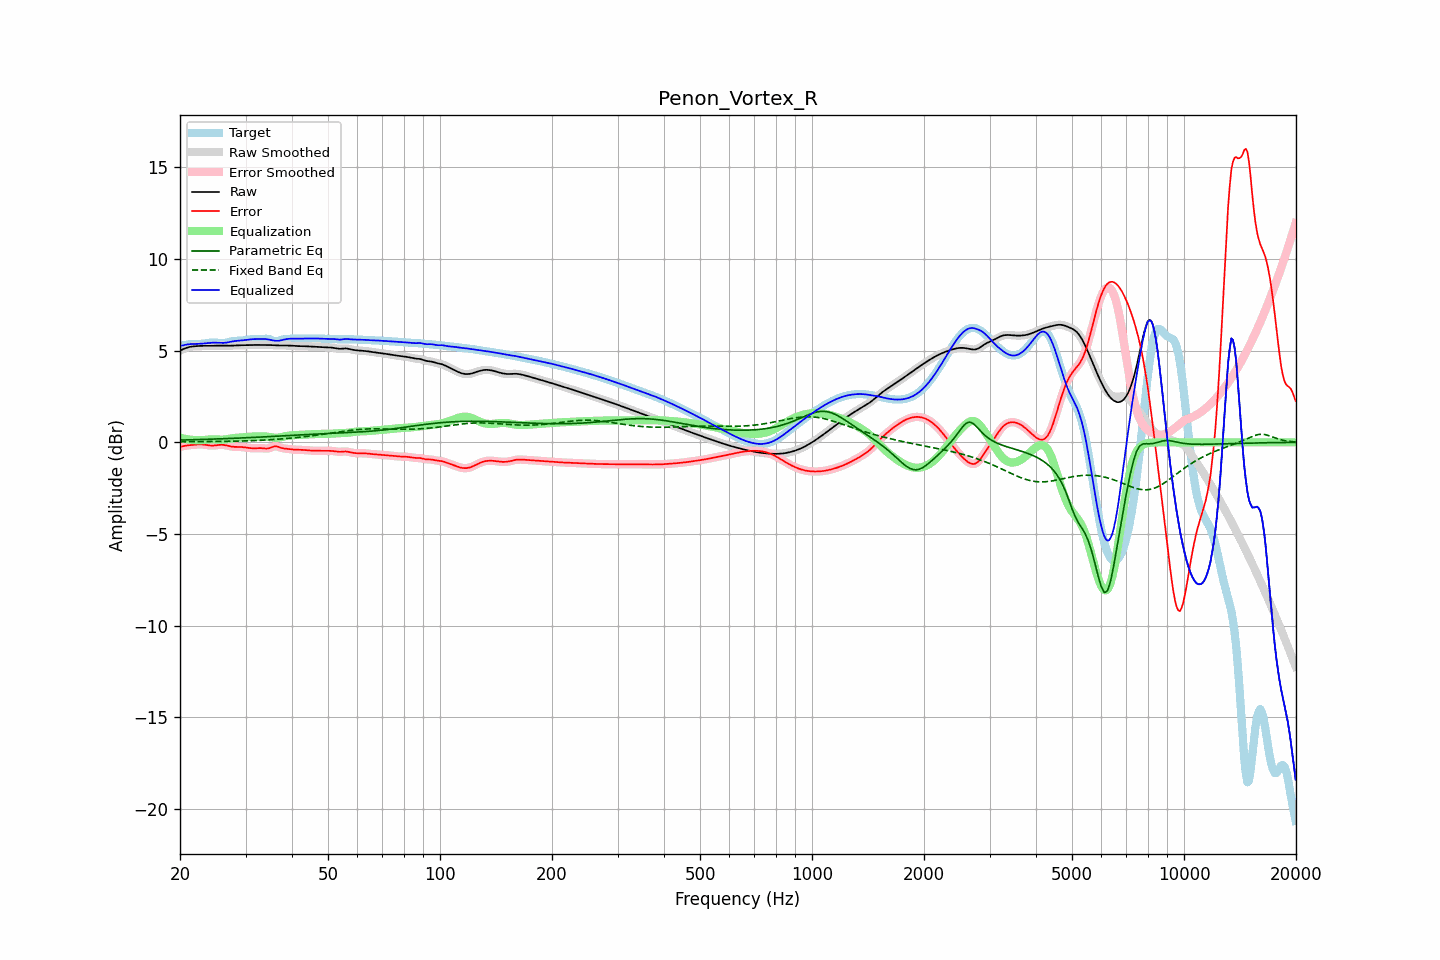 Penon_Vortex_R
Target
Raw Smoothed
Error Smoothed
Raw
Error
Equalization
Parametric Eq
Fixed Band Eq
Equalized
15
10
5
0
−5
−10
−15
−20
Amplitude (dBr)
20
50
100
200
500
1000
2000
5000
10000
20000
Frequency (Hz)